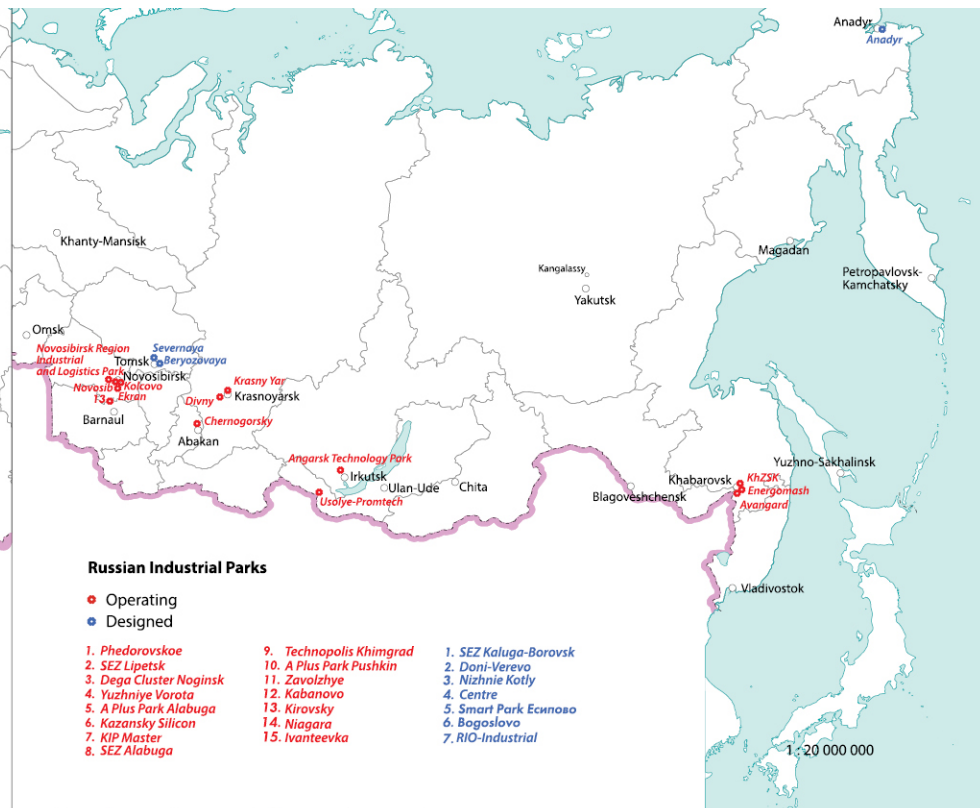 Anadyr
Anadyr
Khanty-Mansisk
Kangalassy
Yakutsk
Magadan
Petropavlovsk-
Kamchatsky
Omsk
Novosibirsk Region
Industrial
and Logistics Park
Severnaya
Beryozovaya
Tomsk
Novosibirsk
Novosib
Kolcovo
Ekran
13
Barnaul
Krasny Yar
Krasnoyarsk
Divny
Chernogorsky
Abakan
Angarsk Technology Park
Irkutsk
Usolye-Promtech
Ulan-Ude
Chita
Blagoveshchensk
Khabarovsk
KhZSK
Energomash
Avangard
Yuzhno-Sakhalinsk
Vladivostok
Russian Industrial Parks
Operating
Designed
1. Phedorovskoe
2. SEZ Lipetsk
3. Dega Cluster Noginsk
4. Yuzhniye Vorota
5. A Plus Park Alabuga
6. Kazansky Silicon
7. KIP Master
8. SEZ Alabuga
9. Technopolis Khimgrad
10. A Plus Park Pushkin
11. Zavolzhye
12. Kabanovo
13. Kirovsky
14. Niagara
15. Ivanteevka
1. SEZ Kaluga-Borovsk
2. Doni-Verevo
3. Nizhnie Kotly
4. Centre
5. Smart Park Есипово
6. Bogoslovo
7. RIO-Industrial
1 : 20 000 000